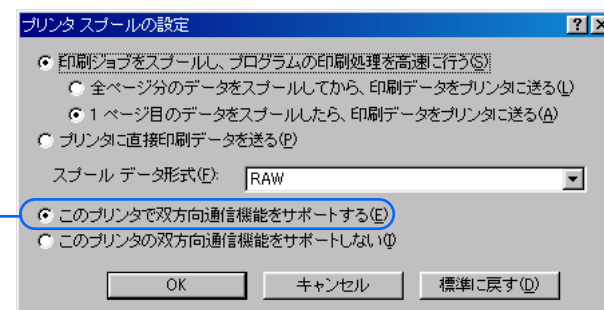 プリンタ スプールの設定
印刷ジョブをスプールし、プログラムの印刷処理を高速に行う(S)
全ページ分のデータをスプールしてから、印刷データをプリンタに送る(L)
1 ページ目のデータをスプールしたら、印刷データをプリンタに送る(A)
プリンタに直接印刷データを送る(P)
スプール データ形式(F): RAW
このプリンタで双方向通信機能をサポートする(E)
このプリンタの双方向通信機能をサポートしない(I)
OK キャンセル 標準に戻す(D)